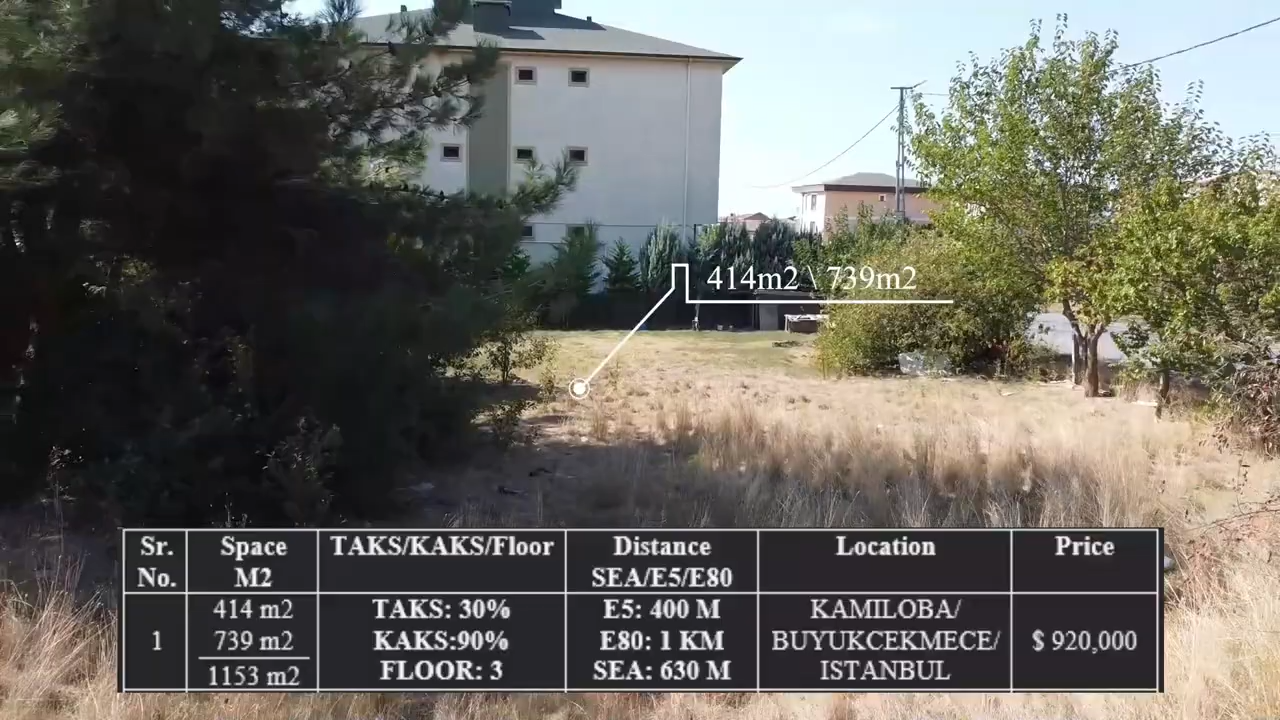 414m2 \ 739m2
Sr. No. Space M2 TAKS/KAKS/Floor Distance SEA/E5/E80 Location Price
1
414 m2
739 m2
1153 m2
TAKS: 30%
KAKS:90%
FLOOR: 3
E5: 400 M
E80: 1 KM
SEA: 630 M
KAMILOBA/
BUYUKCEKMECE/
ISTANBUL
$ 920,000